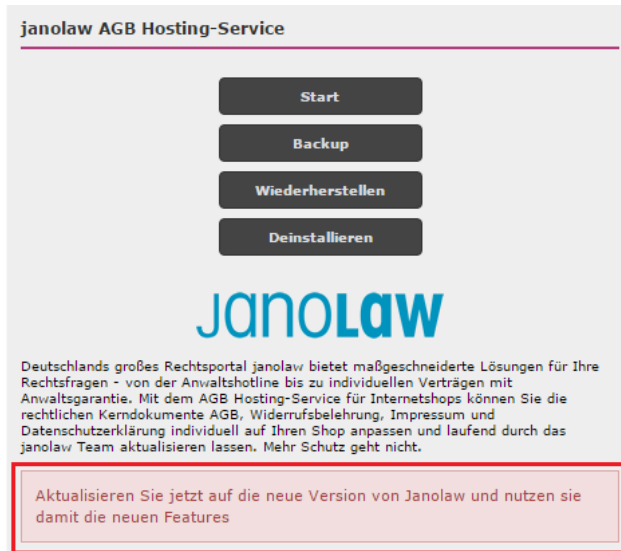 janolaw AGB Hosting-Service
Start
Backup
Wiederherstellen
Deinstallieren
Janolaw
Deutschlands großes Rechtsportal janolaw bietet maßgeschneiderte Lösungen für Ihre
Rechtsfragen - von der Anwaltshotline bis zu individuellen Verträgen mit
Anwaltsgarantie. Mit dem AGB Hosting-Service für Internetshops können Sie die
rechtlichen Kerndokumente AGB, Widerrufsbelehrung, Impressum und
Datenschutzerklärung individuell auf Ihren Shop anpassen und laufend durch das
janolaw Team aktualisieren lassen. Mehr Schutz geht nicht.
Aktualisieren Sie jetzt auf die neue Version von Janolaw und nutzen sie
damit die neuen Features